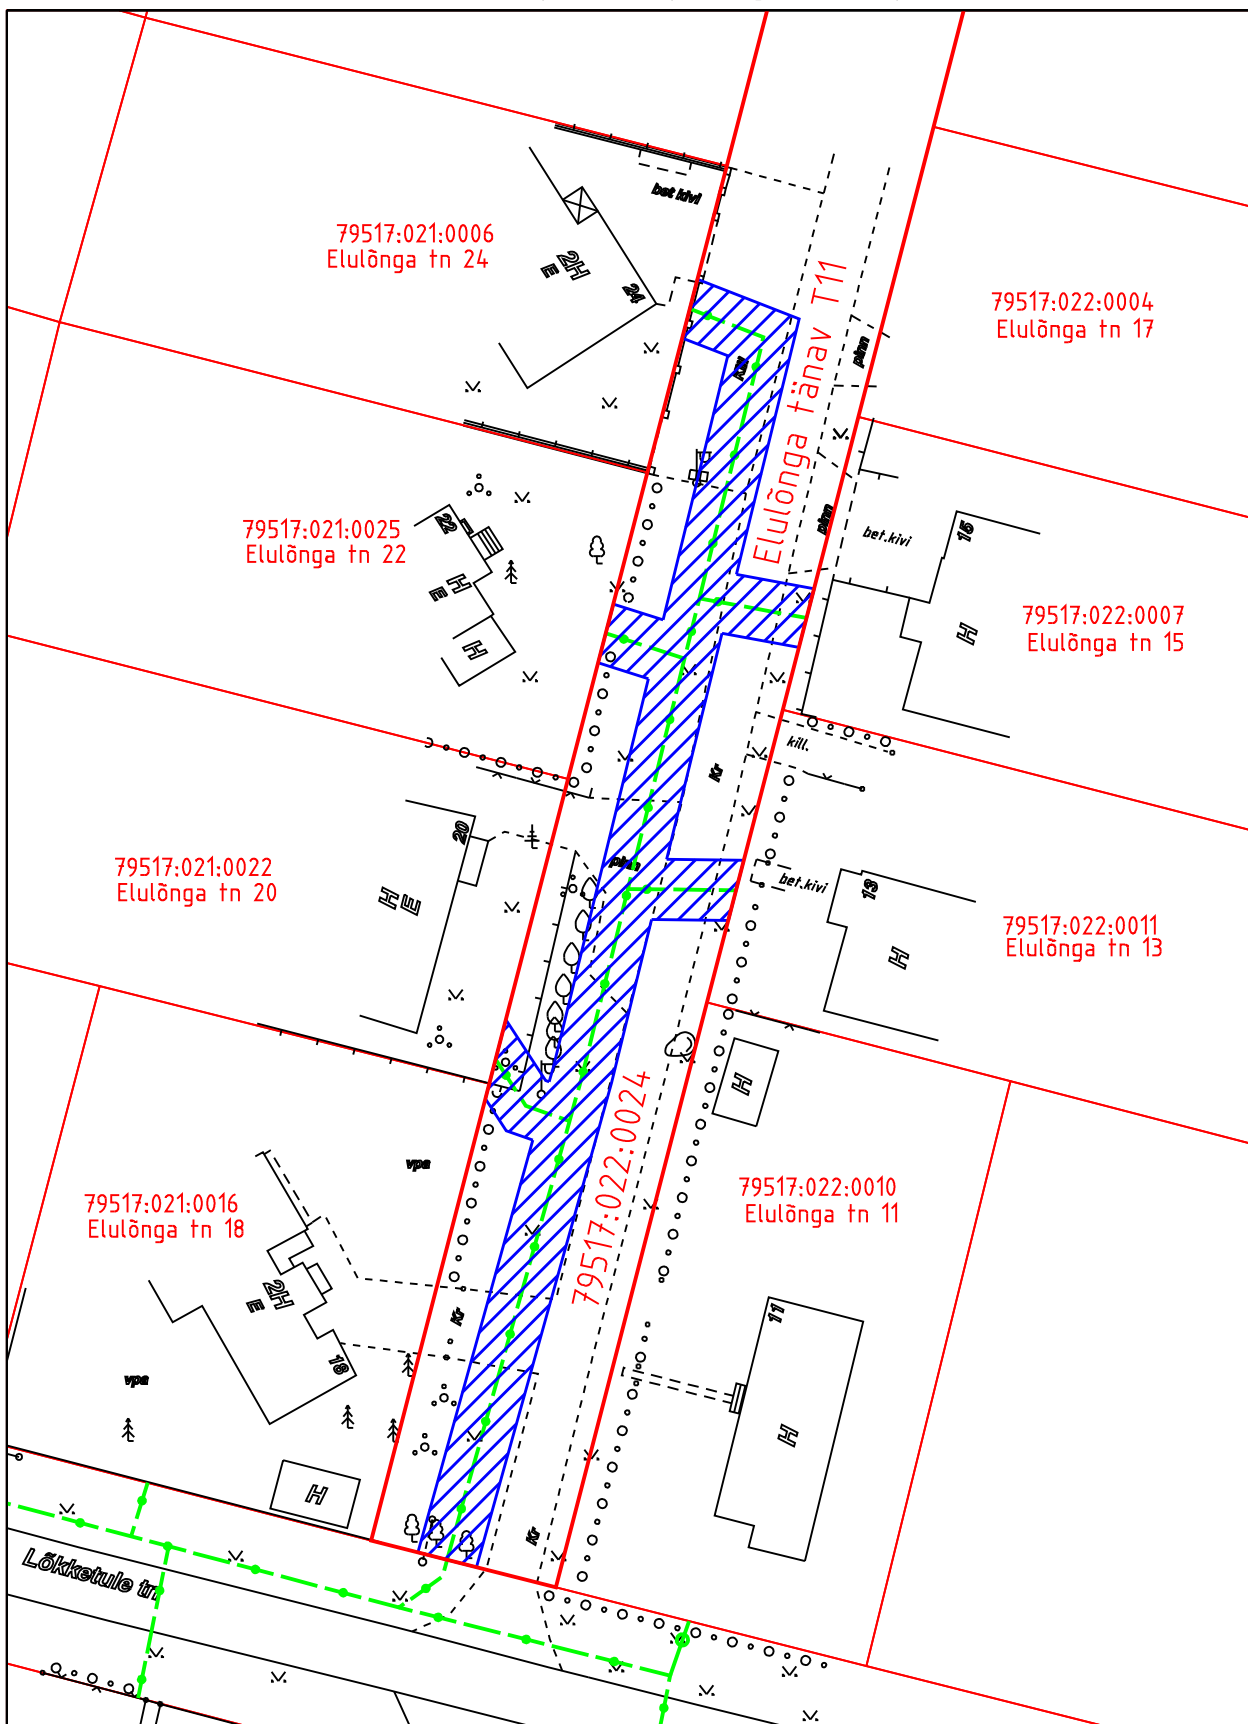 bet kivi
79517:021:0006
Elulõnga tn 24
2H
E
24
79517:022:0004
Elulõnga tn 17
Elulõnga tänav T11
pinn
Kill
79517:021:0025
Elulõnga tn 22
22
H
E
H
pinn
bet.kivi
15
79517:022:0007
Elulõnga tn 15
H
kill.
Kr
79517:021:0022
Elulõnga tn 20
20
H
E
pinn
bet.kivi
13
79517:022:0011
Elulõnga tn 13
H
79517:022:0024
H
vpa
79517:021:0016
Elulõnga tn 18
79517:022:0010
Elulõnga tn 11
2H
E
18
Kr
11
vpa
H
H
Kr
Lõkketule tn